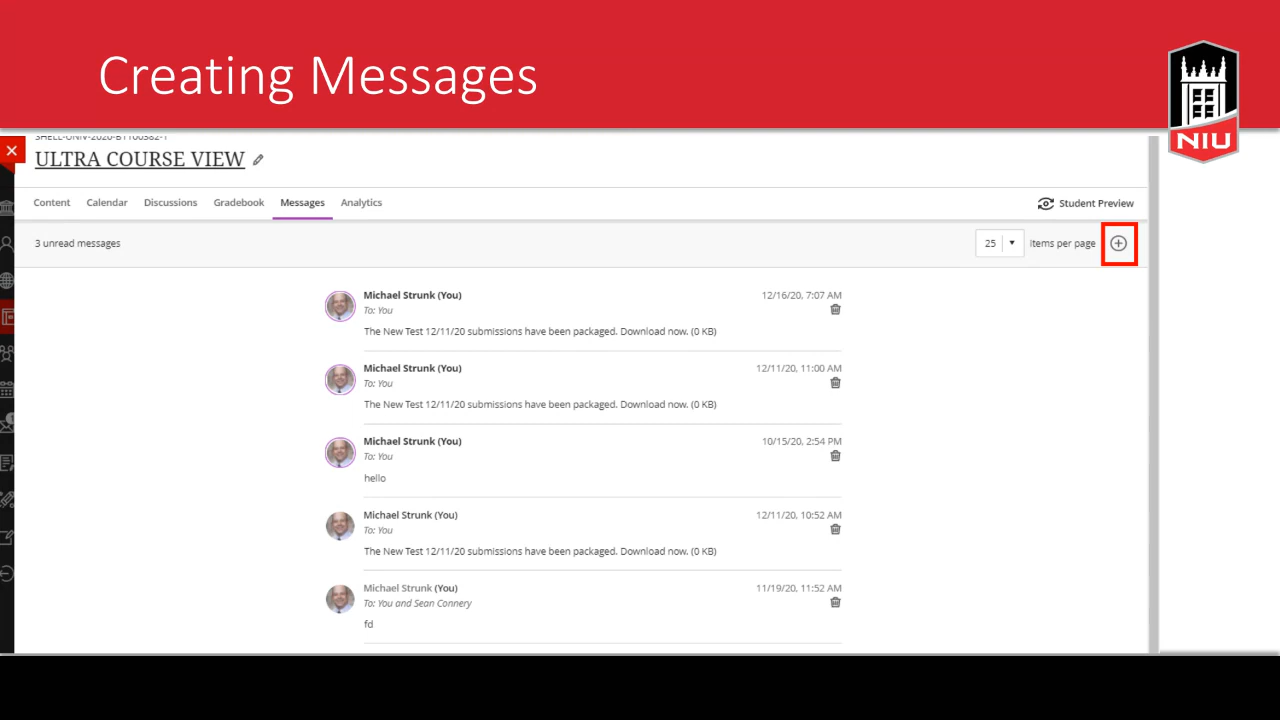 Creating Messages
NIU
SHELL-UNIV-2020-BT100382-1
ULTRA COURSE VIEW
Content Calendar Discussions Gradebook Messages Analytics Student Preview
3 unread messages 25 items per page
Michael Strunk (You) 12/16/20, 7:07 AM
To: You
The New Test 12/11/20 submissions have been packaged. Download now. (0 KB)
Michael Strunk (You) 12/11/20, 11:00 AM
To: You
The New Test 12/11/20 submissions have been packaged. Download now. (0 KB)
Michael Strunk (You) 10/15/20, 2:54 PM
To: You
hello
Michael Strunk (You) 12/11/20, 10:52 AM
To: You
The New Test 12/11/20 submissions have been packaged. Download now. (0 KB)
Michael Strunk (You) 11/19/20, 11:52 AM
To: You and Sean Connery
fd